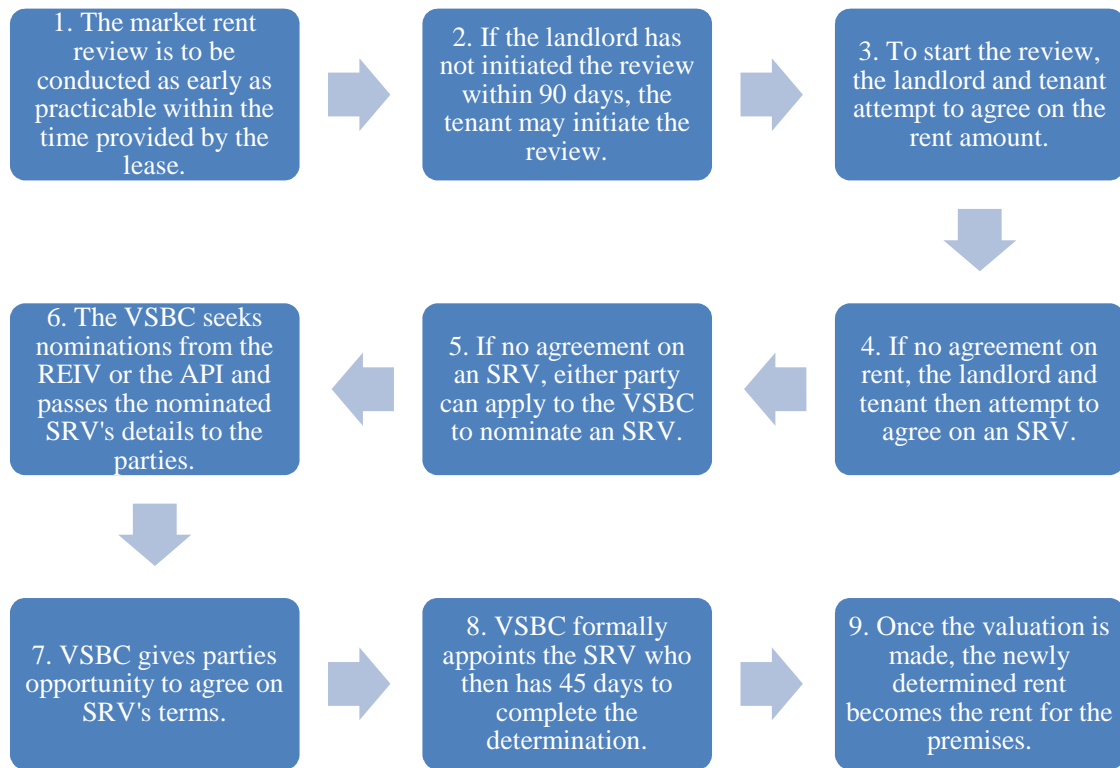 1. The market rent
review is to be
conducted as early as
practicable within the
time provided by the
lease.
2. If the landlord has
not initiated the review
within 90 days, the
tenant may initiate the
review.
3. To start the review,
the landlord and tenant
attempt to agree on the
rent amount.
4. If no agreement on
rent, the landlord and
tenant then attempt to
agree on an SRV.
5. If no agreement on
an SRV, either party
can apply to the VSBC
to nominate an SRV.
6. The VSBC seeks
nominations from the
REIV or the API and
passes the nominated
SRV's details to the
parties.
7. VSBC gives parties
opportunity to agree on
SRV's terms.
8. VSBC formally
appoints the SRV who
then has 45 days to
complete the
determination.
9. Once the valuation is
made, the newly
determined rent
becomes the rent for the
premises.